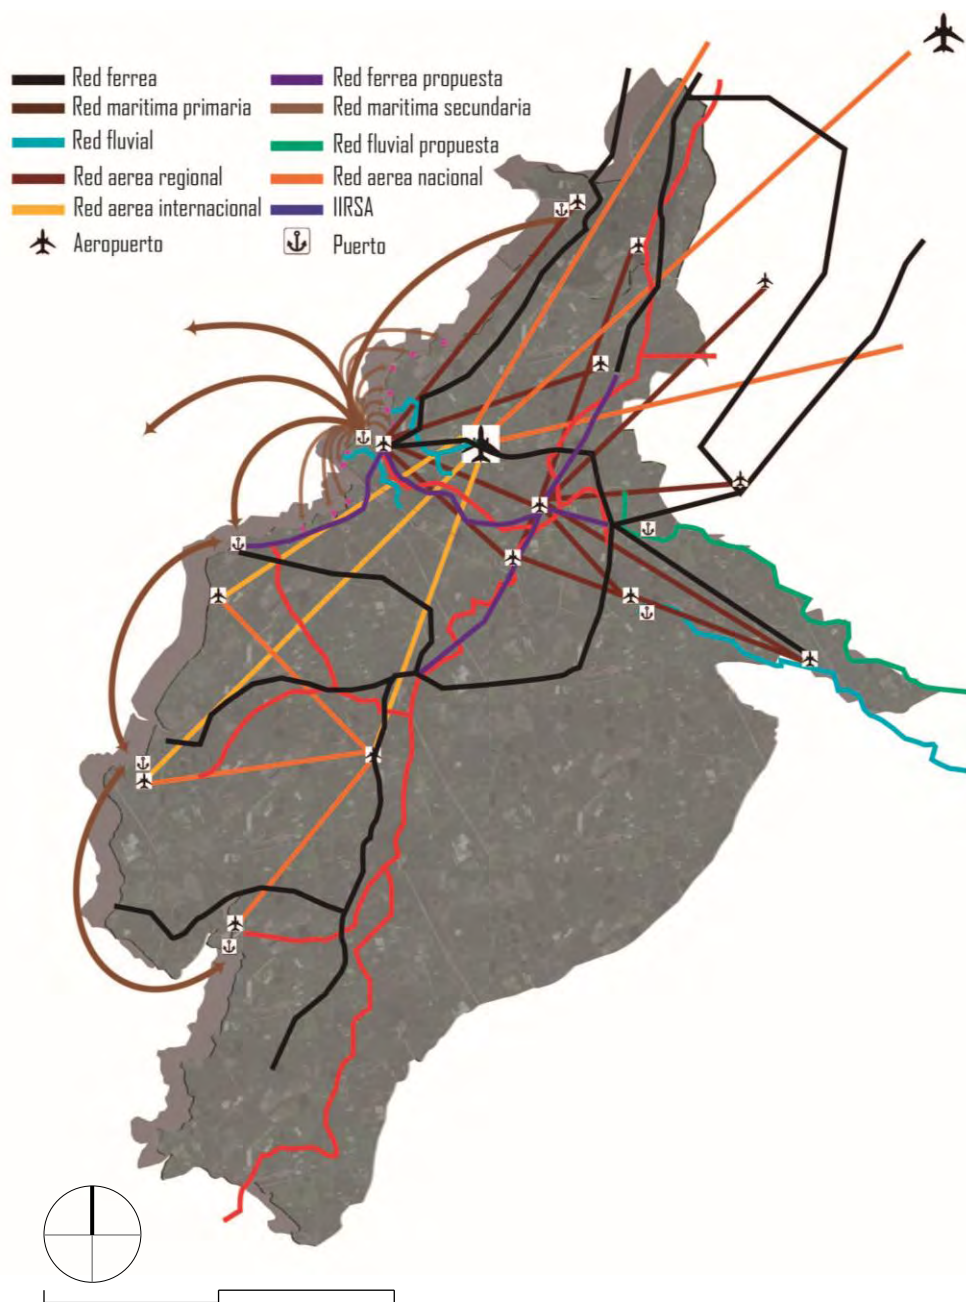 Red ferrea
Red ferrea propuesta
Red maritima primaria
Red maritima secundaria
Red fluvial
Red fluvial propuesta
Red aerea regional
Red aerea nacional
Red aerea internacional
IIRSA
Aeropuerto
Puerto